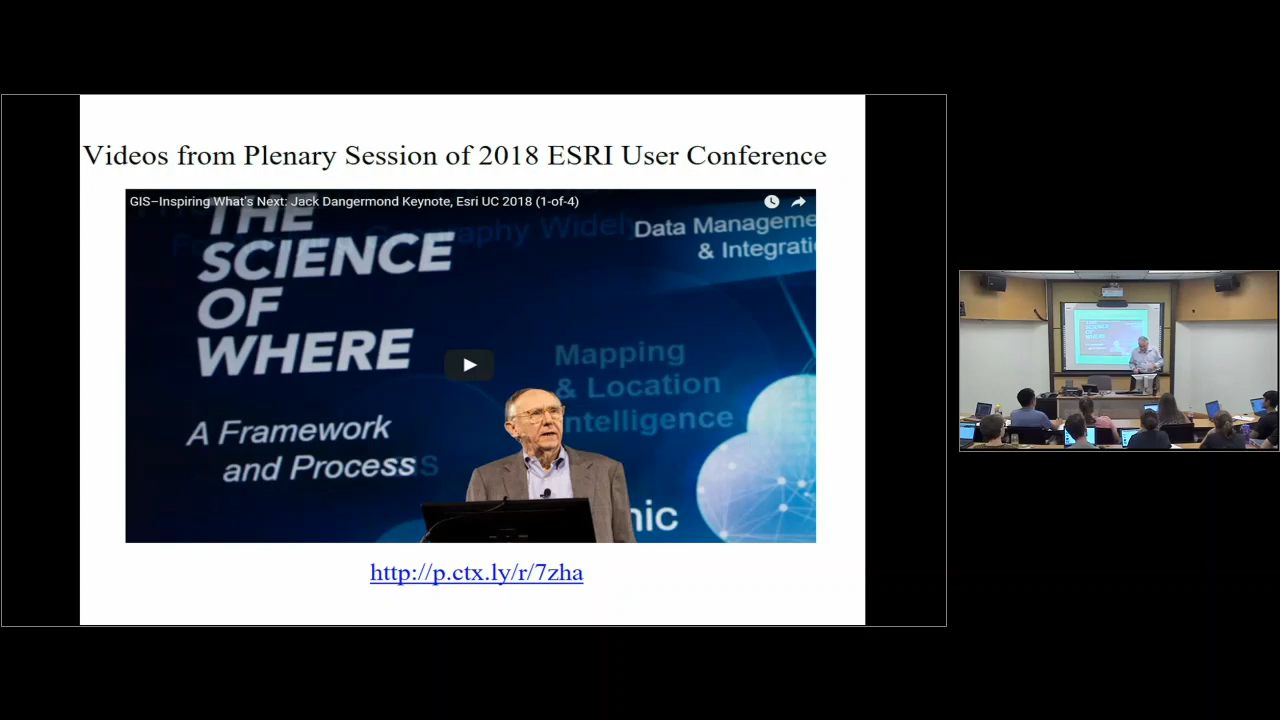 Videos from Plenary Session of 2018 ESRI User Conference
GIS–Inspiring What's Next: Jack Dangermond Keynote, Esri UC 2018 (1-of-4)
THE
SCIENCE
OF
WHERE
A Framework
and Process
Data Manageme
& Integrati
Mapping
& Location
Intelligence
nic
http://p.ctx.ly/r/7zha